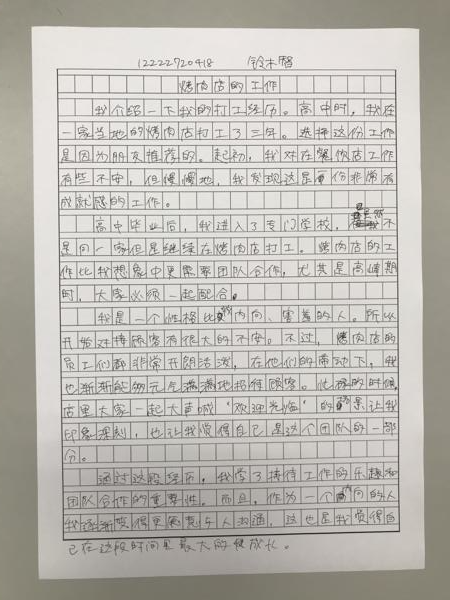 12222720418 铃木智
烤肉店的工作
我介绍一下我的打工经历。高中时，我在
一家当地的烤肉店打工了三年。选择这份工作
是因为朋友推荐的。起初，我对在餐饮店工作
有些不安，但慢慢地，我发现这是一份非常有
成就感的工作。
高中毕业后，我进入了专门学校，虽然不
是同一家但是继续在烤肉店打工。烤肉店的工
作比我想象中更需要团队合作，尤其是高峰期
时，大家必须一起配合。
我是一个性格比较内向、害羞的人。所以
开始对接顾客有很大的不安。不过，烤肉店的
员工们都非常开朗活泼，在他们的带动下，我
也渐渐能够元气满满地招待顾客。忙碌的时候
店里大家一起大声喊“欢迎光临”的场景让我
印象深刻，也让我觉得自己是这个团队的一部
分。
通过这段经历，我学了接待工作的乐趣和
团队合作的重要性。而且，作为一个内向的人
我逐渐变得更爱与人沟通，这也是我觉得自
己在这段时间里最大的成长。